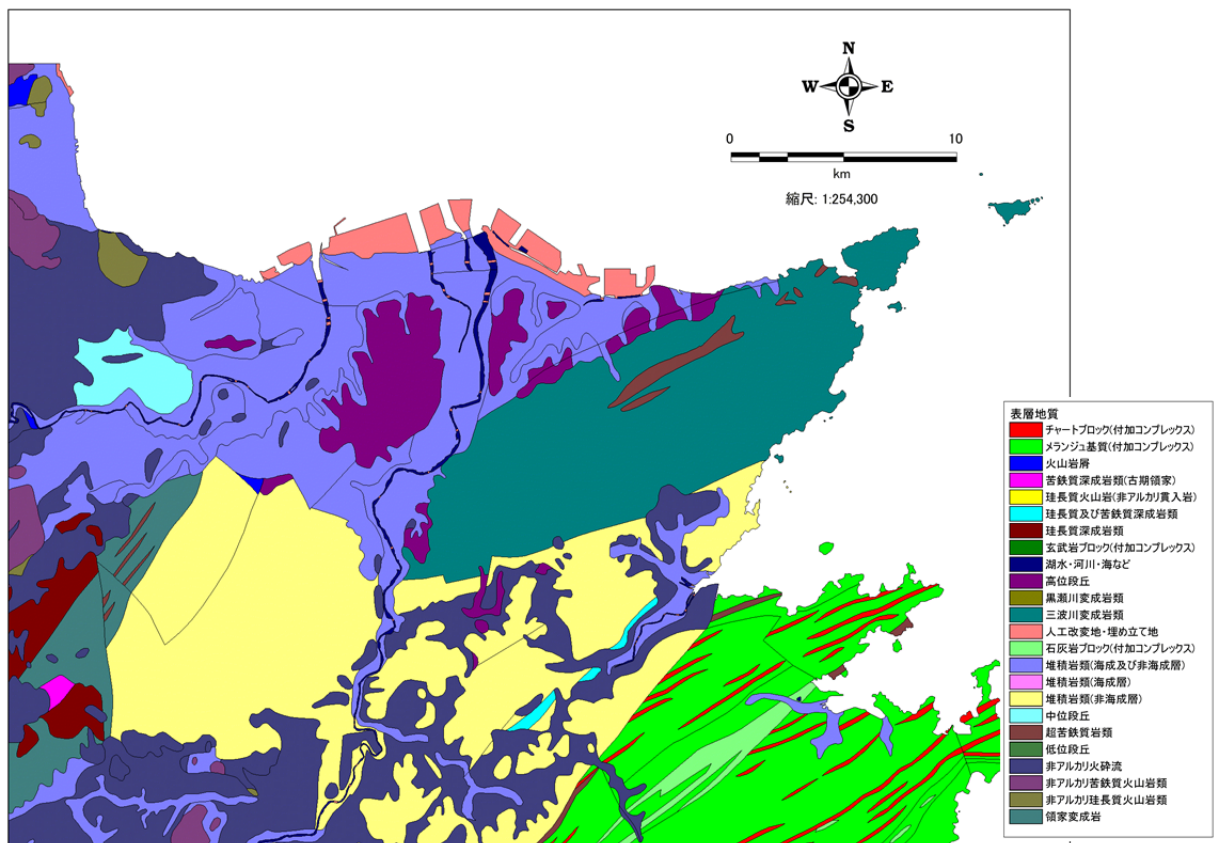 N
W E
S
0 10
km
縮尺: 1:254,300
表層地質
チャートブロック(付加コンプレックス)
メランジュ基質(付加コンプレックス)
火山岩屑
苦鉄質深成岩類(古期領家)
珪長質火山岩(非アルカリ貫入岩)
珪長質及び苦鉄質深成岩類
珪長質深成岩類
玄武岩ブロック(付加コンプレックス)
湖水・河川・海など
高位段丘
黒瀬川変成岩類
三波川変成岩類
人工改変地・埋め立て地
石灰岩ブロック(付加コンプレックス)
堆積岩類(海成及び非海成層)
堆積岩類(海成層)
堆積岩類(非海成層)
中位段丘
超苦鉄質岩類
低位段丘
非アルカリ火砕流
非アルカリ苦鉄質火山岩類
非アルカリ珪長質火山岩類
領家変成岩